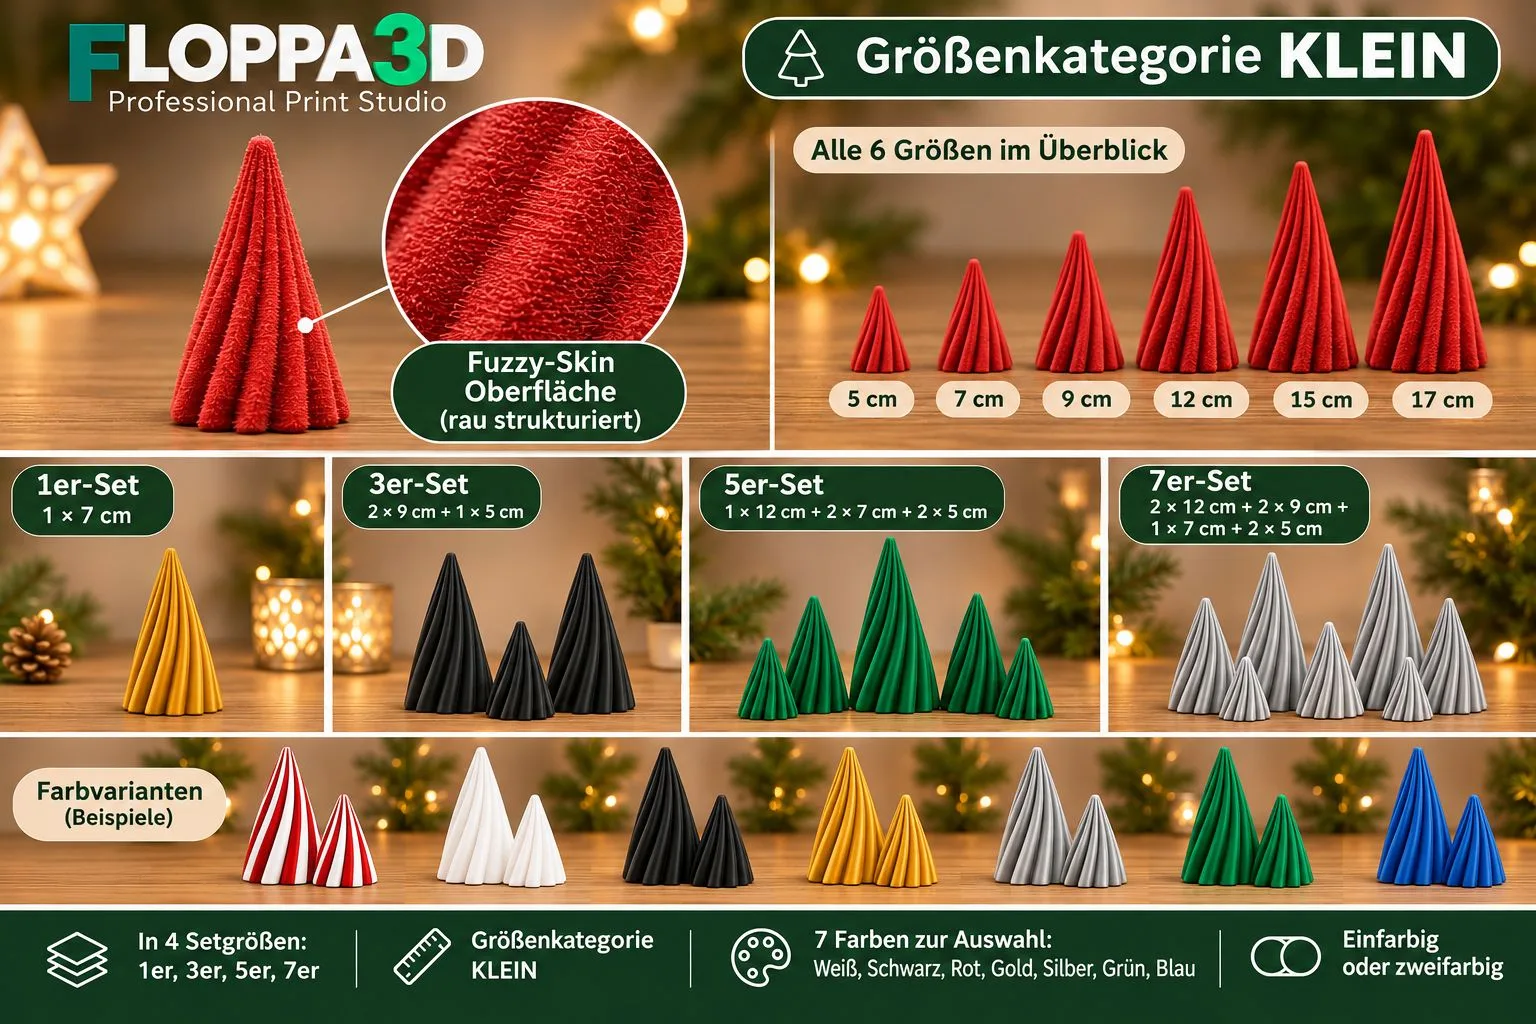 FLOPPA3D
Professional Print Studio
Größenkategorie KLEIN
Alle 6 Größen im Überblick
Fuzzy-Skin
Oberfläche
(rau strukturiert)
5 cm
7 cm
9 cm
12 cm
15 cm
17 cm
1er-Set
1 × 7 cm
3er-Set
2 × 9 cm + 1 × 5 cm
5er-Set
1 × 12 cm + 2 × 7 cm + 2 × 5 cm
7er-Set
2 × 12 cm + 2 × 9 cm +
1 × 7 cm + 2 × 5 cm
Farbvarianten
(Beispiele)
In 4 Setgrößen:
1er, 3er, 5er, 7er
Größenkategorie
KLEIN
7 Farben zur Auswahl:
Weiß, Schwarz, Rot, Gold, Silber, Grün, Blau
Einfarbig
oder zweifarbig